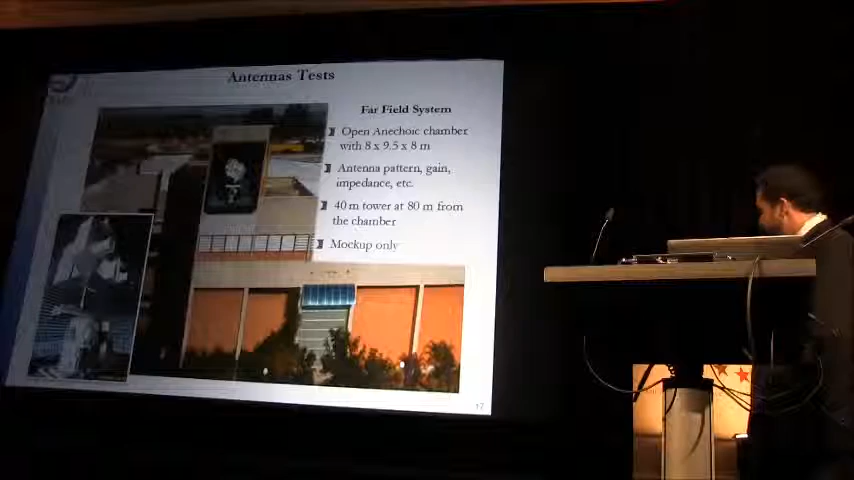 Antennas Tests
Far Field System
Open Anechoic chamber
with 8 x 9.5 x 8 m
Antenna pattern, gain,
impedance, etc.
40 m tower at 80 m from
the chamber
Mockup only
17